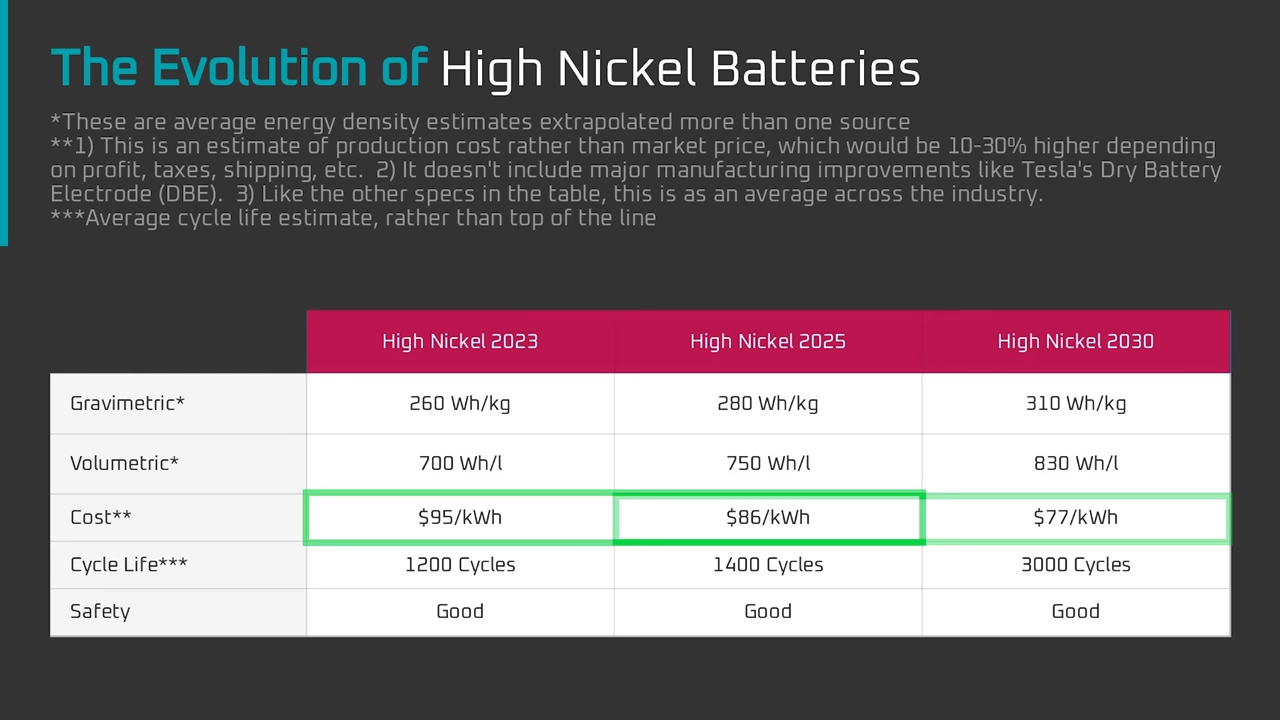 The Evolution of High Nickel Batteries
*These are average energy density estimates extrapolated more than one source
**1) This is an estimate of production cost rather than market price, which would be 10-30% higher depending
on profit, taxes, shipping, etc.  2) It doesn't include major manufacturing improvements like Tesla's Dry Battery
Electrode (DBE).  3) Like the other specs in the table, this is as an average across the industry.
***Average cycle life estimate, rather than top of the line
High Nickel 2023 High Nickel 2025 High Nickel 2030
Gravimetric* 260 Wh/kg 280 Wh/kg 310 Wh/kg
Volumetric* 700 Wh/l 750 Wh/l 830 Wh/l
Cost** $95/kWh $86/kWh $77/kWh
Cycle Life*** 1200 Cycles 1400 Cycles 3000 Cycles
Safety Good Good Good